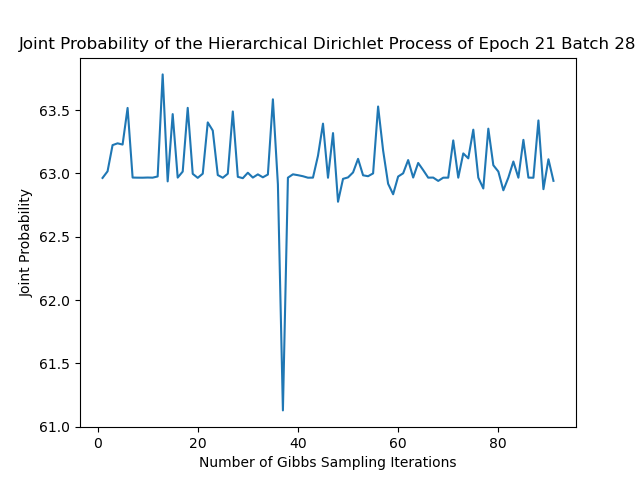 Joint Probability of the Hierarchical Dirichlet Process of Epoch 21 Batch 28
63.5
63.0
62.5
62.0
61.5
61.0
Joint Probability
0 20 40 60 80
Number of Gibbs Sampling Iterations